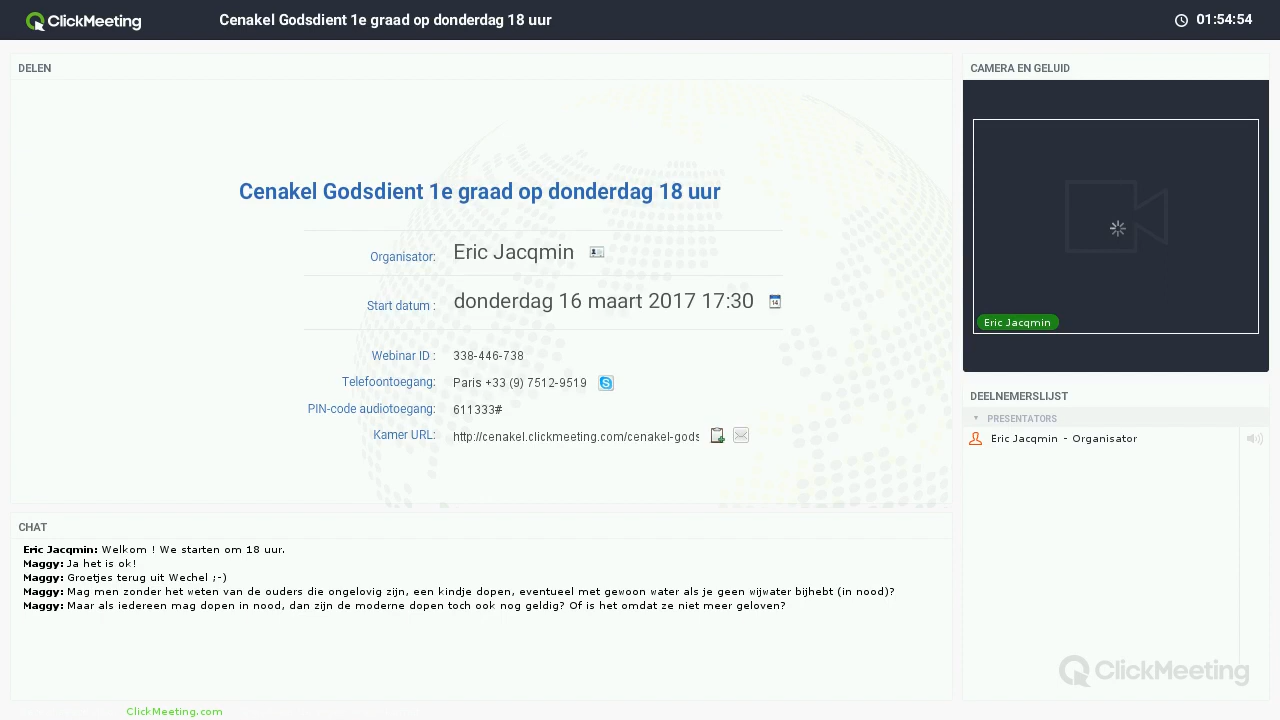 ClickMeeting
Cenakel Godsdient 1e graad op donderdag 18 uur
01:54:54
DELEN
Cenakel Godsdient 1e graad op donderdag 18 uur
Organisator: Eric Jacqmin
Start datum : donderdag 16 maart 2017 17:30
14
Webinar ID : 338-446-738
Telefoontoegang: Paris +33 (9) 7512-9519
PIN-code audiotoegang: 611333#
Kamer URL: http://cenakel.clickmeeting.com/cenakel-gods
CHAT
Eric Jacqmin: Welkom ! We starten om 18 uur.
Maggy: Ja het is ok!
Maggy: Groetjes terug uit Wechel ;-)
Maggy: Mag men zonder het weten van de ouders die ongelovig zijn, een kindje dopen, eventueel met gewoon water als je geen wijwater bijhebt (in nood)?
Maggy: Maar als iedereen mag dopen in nood, dan zijn de moderne dopen toch ook nog geldig? Of is het omdat ze niet meer geloven?
ClickMeeting.com
CAMERA EN GELUID
Eric Jacqmin
DEELNEMERSLIJST
PRESENTATORS
Eric Jacqmin - Organisator
ClickMeeting